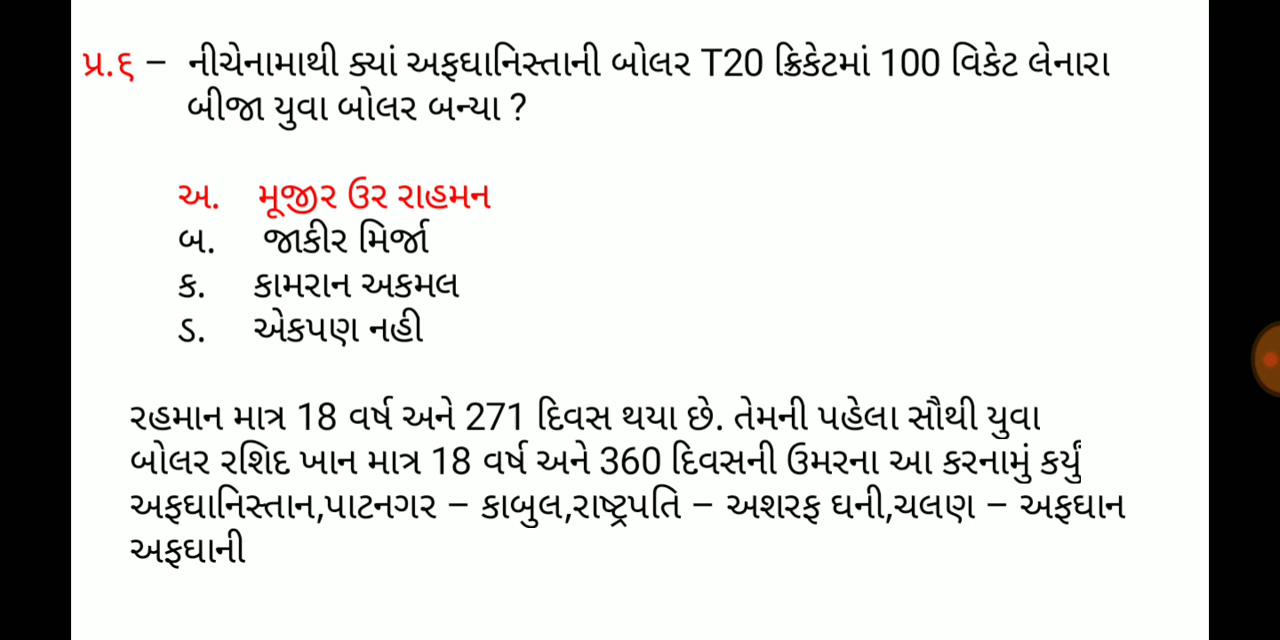 પ્ર.૬ – નીચેનામાથી ક્યાં અફઘાનિસ્તાની બોલર T20 ક્રિકેટમાં 100 વિકેટ લેનારા
બીજા યુવા બોલર બન્યા ?
અ. મૂજીર ઉર રાહમન
બ. જાકીર મિર્જા
ક. કામરાન અકમલ
ડ. એકપણ નહી
રહમાન માત્ર 18 વર્ષ અને 271 દિવસ થયા છે. તેમની પહેલા સૌથી યુવા
બોલર રશિદ ખાન માત્ર 18 વર્ષ અને 360 દિવસની ઉમરના આ કરનામું કર્યું
અફઘાનિસ્તાન,પાટનગર – કાબુલ,રાષ્ટ્રપતિ – અશરફ ઘની,ચલણ – અફઘાન
અફઘાની